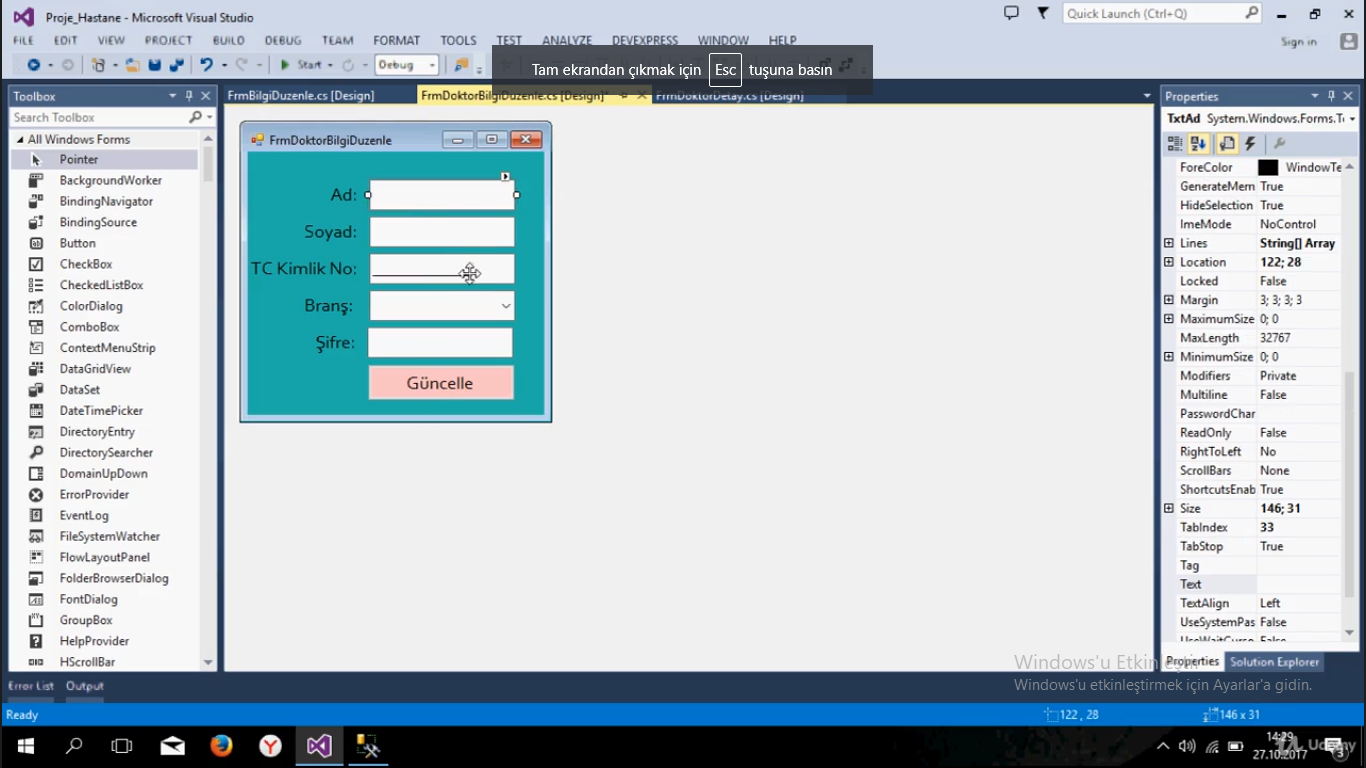 Proje_Hastane - Microsoft Visual Studio
Quick Launch (Ctrl+Q)
FILE EDIT VIEW PROJECT BUILD DEBUG TEAM FORMAT TOOLS TEST ANALYZE DEVEXPRESS WINDOW HELP
Sign in
Start
Debug
Tam ekrandan çıkmak için Esc tuşuna basın
Toolbox
Search Toolbox
All Windows Forms
Pointer
BackgroundWorker
BindingNavigator
BindingSource
Button
CheckBox
CheckedListBox
ColorDialog
ComboBox
ContextMenuStrip
DataGridView
DataSet
DateTimePicker
DirectoryEntry
DirectorySearcher
DomainUpDown
ErrorProvider
EventLog
FileSystemWatcher
FlowLayoutPanel
FolderBrowserDialog
FontDialog
GroupBox
HelpProvider
HScrollBar
FrmBilgiDuzenle.cs [Design]
FrmDoktorBilgiDuzenle.cs [Design]*
FrmDoktorDetay.cs [Design]
FrmDoktorBilgiDuzenle
Ad:
Soyad:
TC Kimlik No:
Branş:
Şifre:
Güncelle
Properties
TxtAd System.Windows.Forms.T
ForeColor WindowTe
GenerateMem True
HideSelection True
ImeMode NoControl
Lines String[] Array
Location 122; 28
Locked False
Margin 3; 3; 3; 3
MaximumSize 0; 0
MaxLength 32767
MinimumSize 0; 0
Modifiers Private
Multiline False
PasswordChar
ReadOnly False
RightToLeft No
ScrollBars None
ShortcutsEnab True
Size 146; 31
TabIndex 33
TabStop True
Tag
Text
TextAlign Left
UseSystemPas False
UseWaitCurso False
Properties Solution Explorer
Windows'u Etkinleştir
Windows'u etkinleştirmek için Ayarlar'a gidin.
Error List Output
Ready
122 , 28
146 x 31
14:29
27.10.2017
Udemy
3